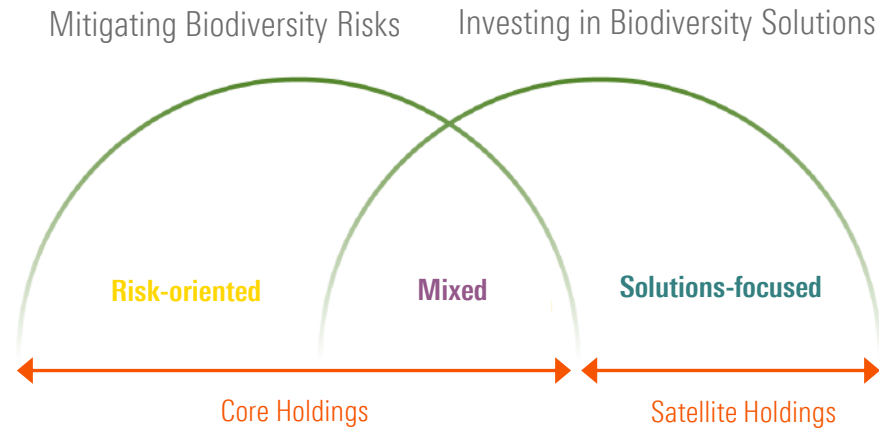 Mitigating Biodiversity Risks
Investing in Biodiversity Solutions
Risk-oriented
Mixed
Solutions-focused
Core Holdings
Satellite Holdings